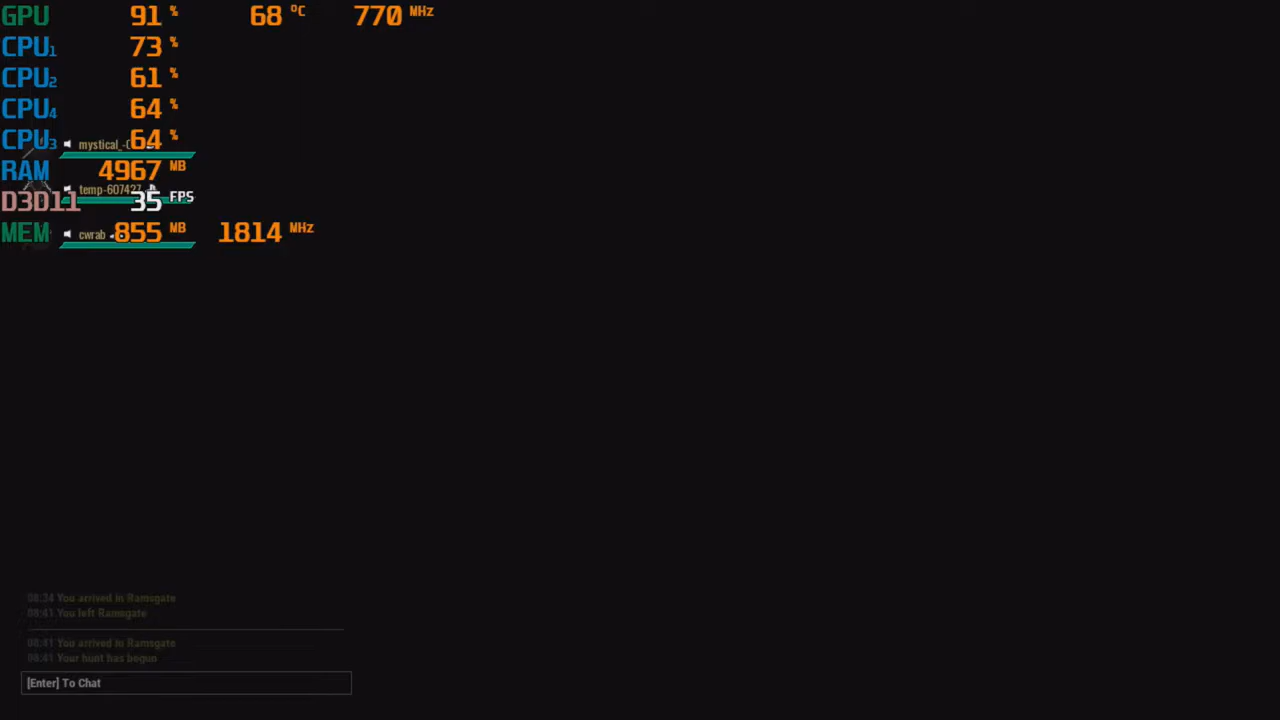 GPU 91 % 68 °C 770 MHz
CPU1 73 %
CPU2 61 %
CPU4 64 %
CPU3 64 %
mystical_-
RAM 4967 MB
temp-607427
D3D11 35 FPS
MEM 855 MB 1814 MHz
cwrab
08:34 You arrived in Ramsgate
08:41 You left Ramsgate
08:41 You arrived in Ramsgate
08:41 Your hunt has begun
[Enter] To Chat